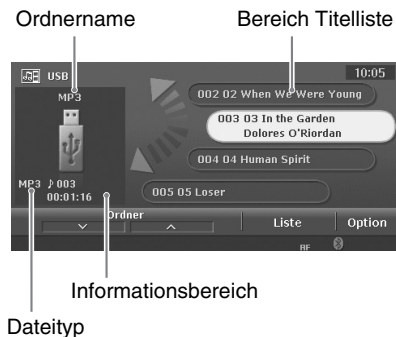 Ordnername
Bereich Titelliste
USB
10:05
MP3
002 02 When We Were Young
003 03 In the Garden
Dolores O'Riordan
004 04 Human Spirit
MP3 ♪003
00:01:16
005 05 Loser
Ordner
Liste
Option
RF
Informationsbereich
Dateityp